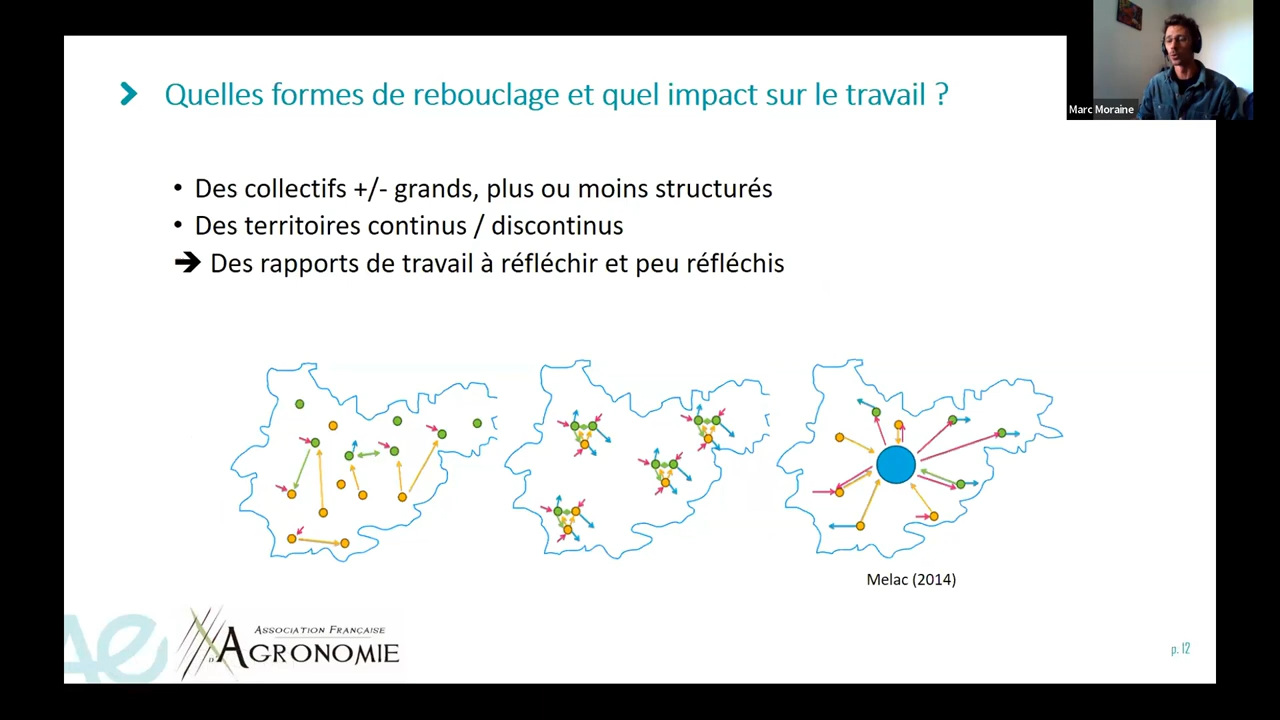 Quelles formes de rebouclage et quel impact sur le travail ?
Marc Moraine
• Des collectifs +/- grands, plus ou moins structurés
• Des territoires continus / discontinus
➔ Des rapports de travail à réfléchir et peu réfléchis
Melac (2014)
Association Française
d'Agronomie
p. 12